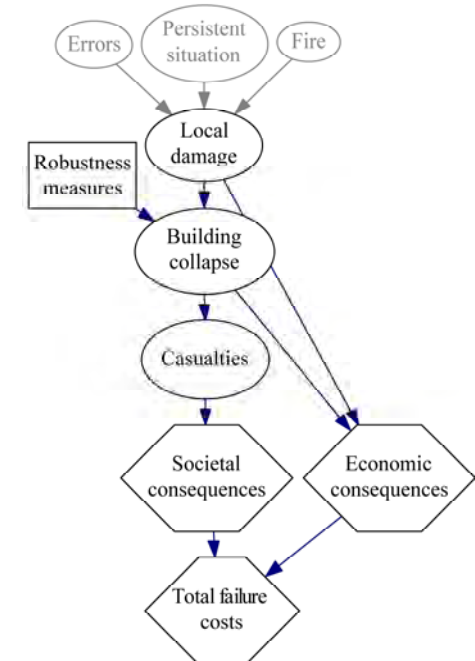 Errors
Persistent
situation
Fire
Local
damage
Robustness
measures
Building
collapse
Casualties
Societal
consequences
Economic
consequences
Total failure
costs